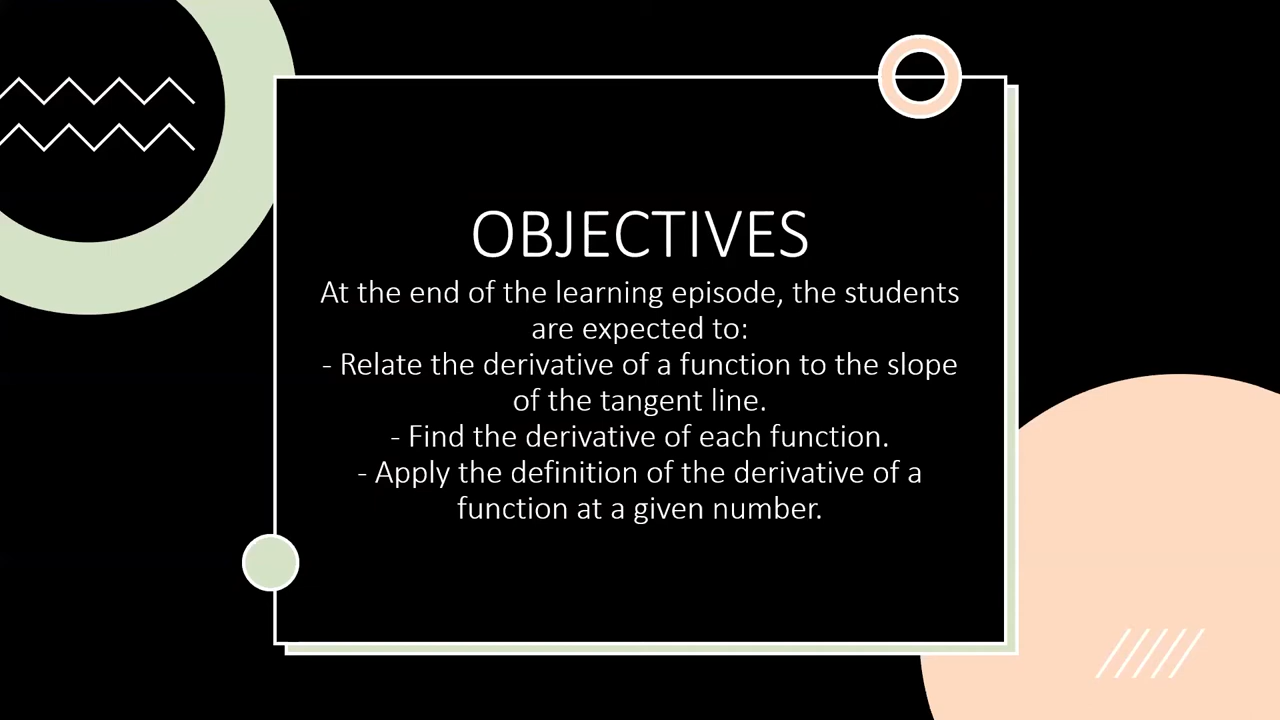 OBJECTIVES
At the end of the learning episode, the students
are expected to:
- Relate the derivative of a function to the slope
of the tangent line.
- Find the derivative of each function.
- Apply the definition of the derivative of a
function at a given number.